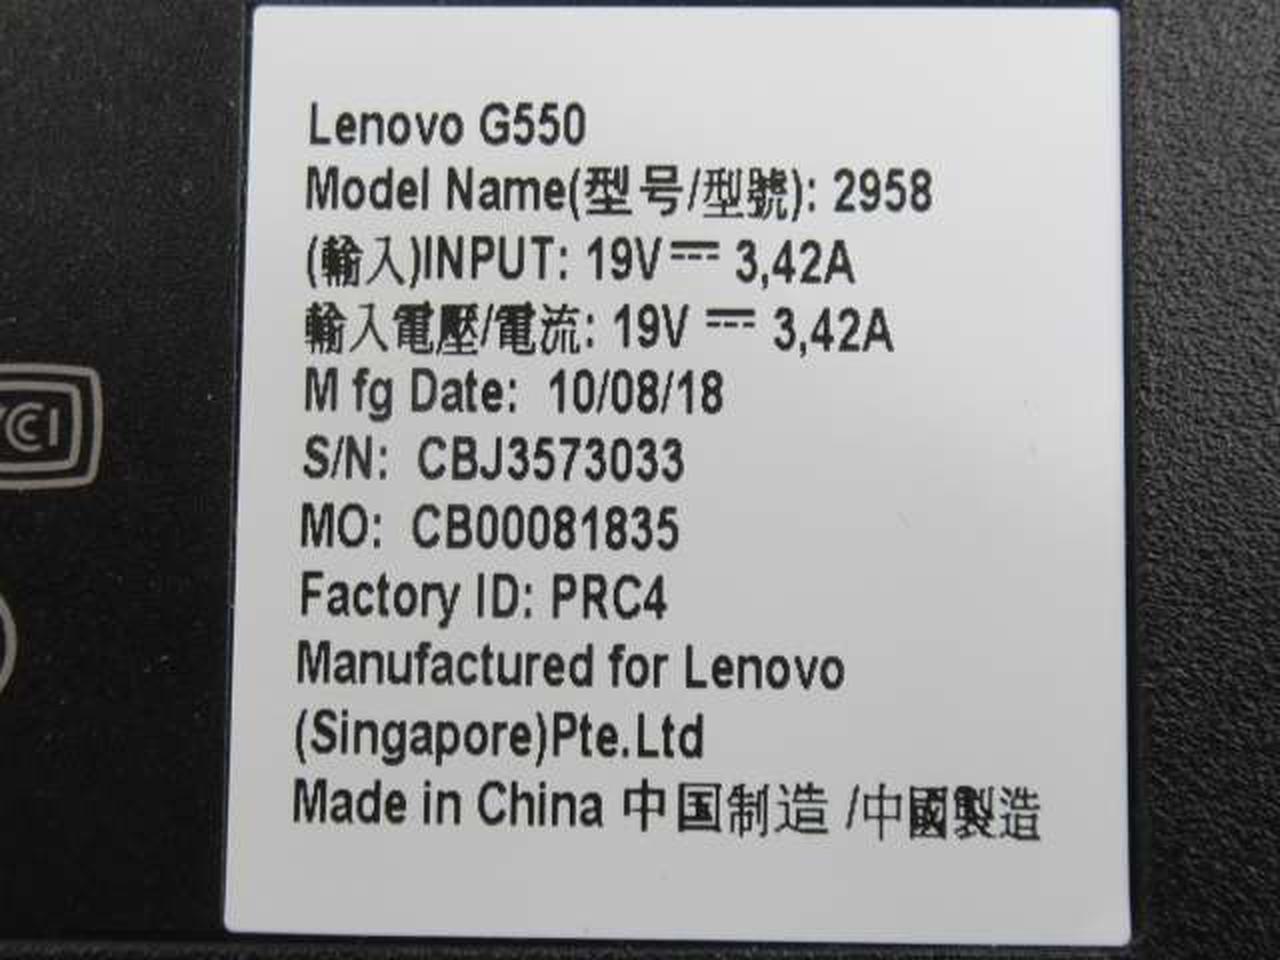 Lenovo G550
Model Name(型号/型號): 2958
(輸入)INPUT: 19V⎓ 3,42A
輸入電壓/電流: 19V ⎓ 3,42A
M fg Date: 10/08/18
S/N: CBJ3573033
MO: CB00081835
Factory ID: PRC4
Manufactured for Lenovo
(Singapore)Pte.Ltd
Made in China 中国制造 /中國製造